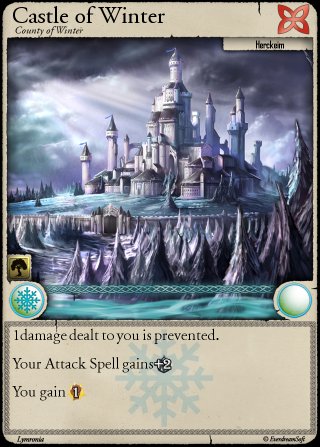 Castle of Winter
County of Winter
Herckeim
1 damage dealt to you is prevented.
Your Attack Spell gains +2
You gain 1
Lymronia
© EverdreamSoft